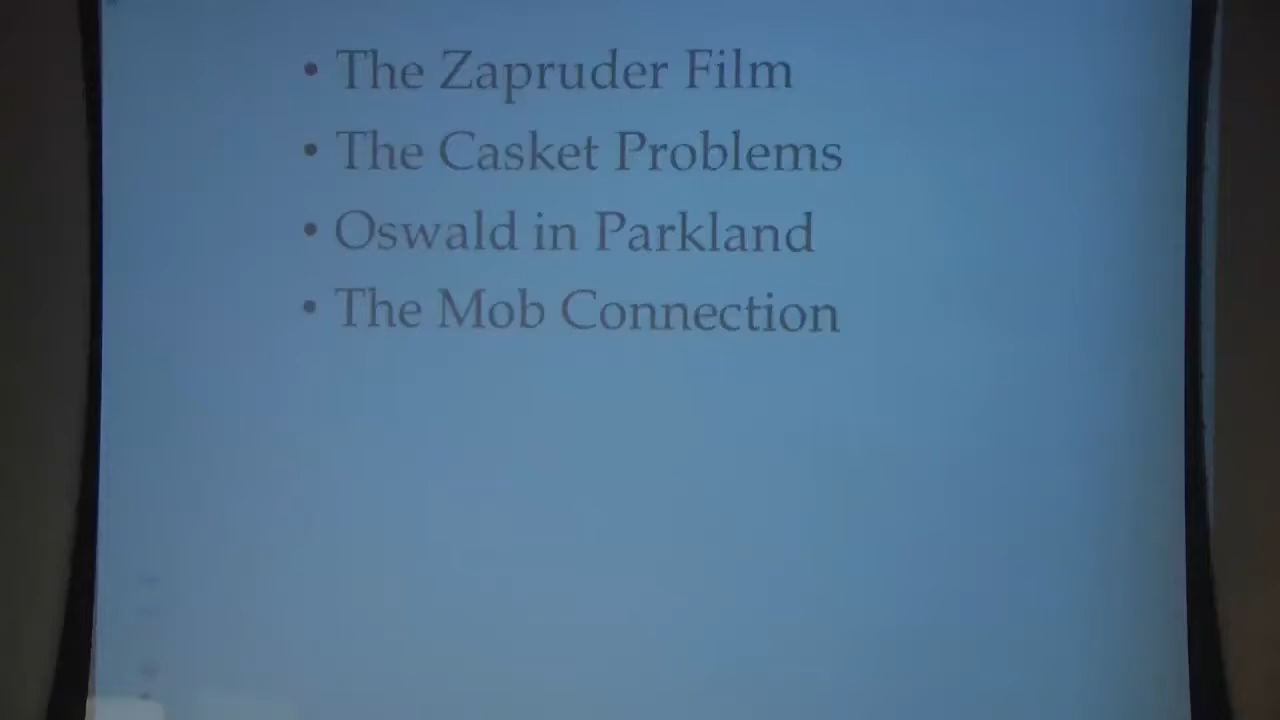 • The Zapruder Film
• The Casket Problems
• Oswald in Parkland
• The Mob Connection